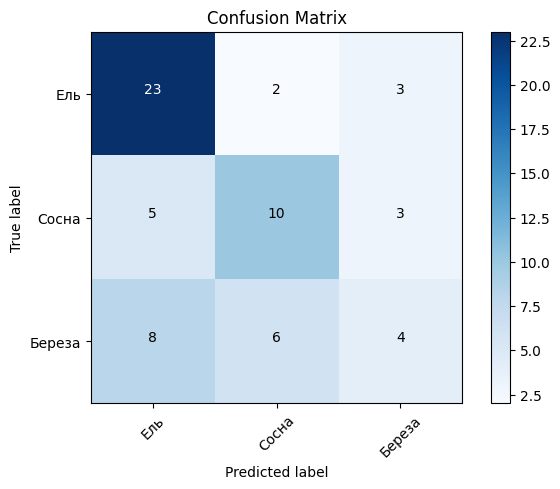 Confusion Matrix
True label
Ель
Сосна
Береза
23 2 3
5 10 3
8 6 4
Ель Сосна Береза
Predicted label
22.5
20.0
17.5
15.0
12.5
10.0
7.5
5.0
2.5